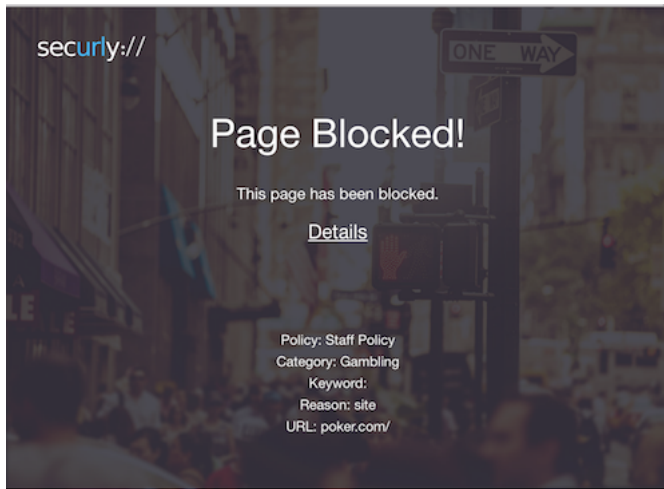 securly://
ONE WAY
Page Blocked!
This page has been blocked.
Details
Policy: Staff Policy
Category: Gambling
Keyword:
Reason: site
URL: poker.com/